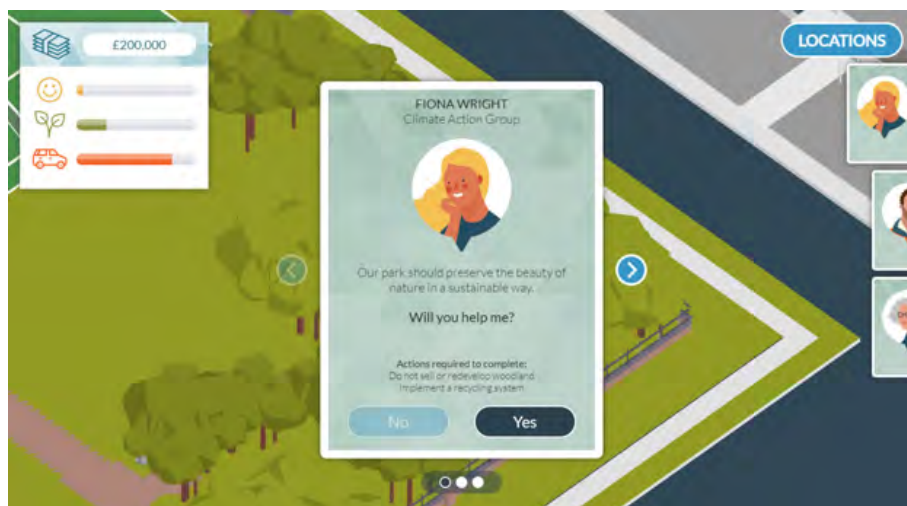 £200,000
LOCATIONS
FIONA WRIGHT
Climate Action Group
Our park should preserve the beauty of
nature in a sustainable way.
Will you help me?
Actions required to complete:
Do not sell or redevelop woodland
Implement a recycling system
No
Yes